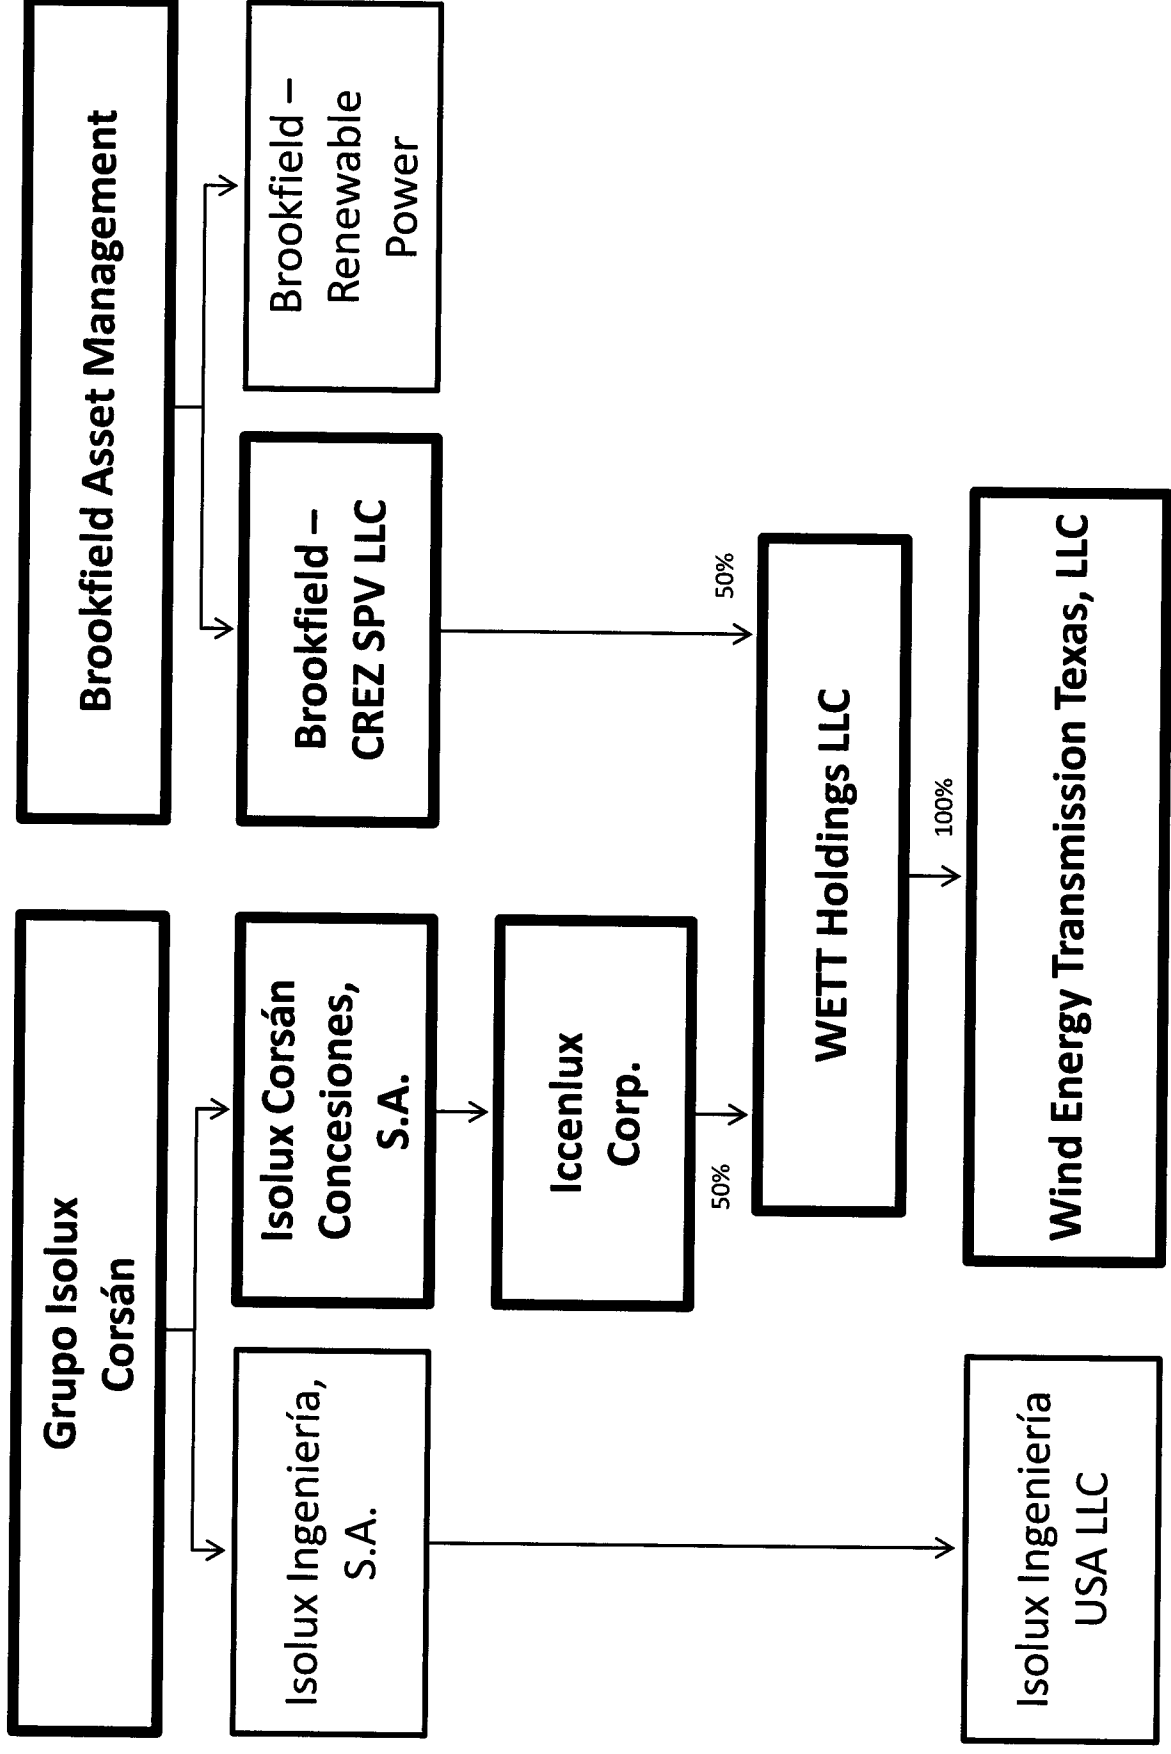 Grupo Isolux
Corsán
Brookfield Asset Management
Isolux Ingeniería,
S.A.
Isolux Corsán
Concesiones,
S.A.
Brookfield –
CREZ SPV LLC
Brookfield –
Renewable
Power
Iccenlux
Corp.
50%
50%
WETT Holdings LLC
100%
Isolux Ingeniería
USA LLC
Wind Energy Transmission Texas, LLC